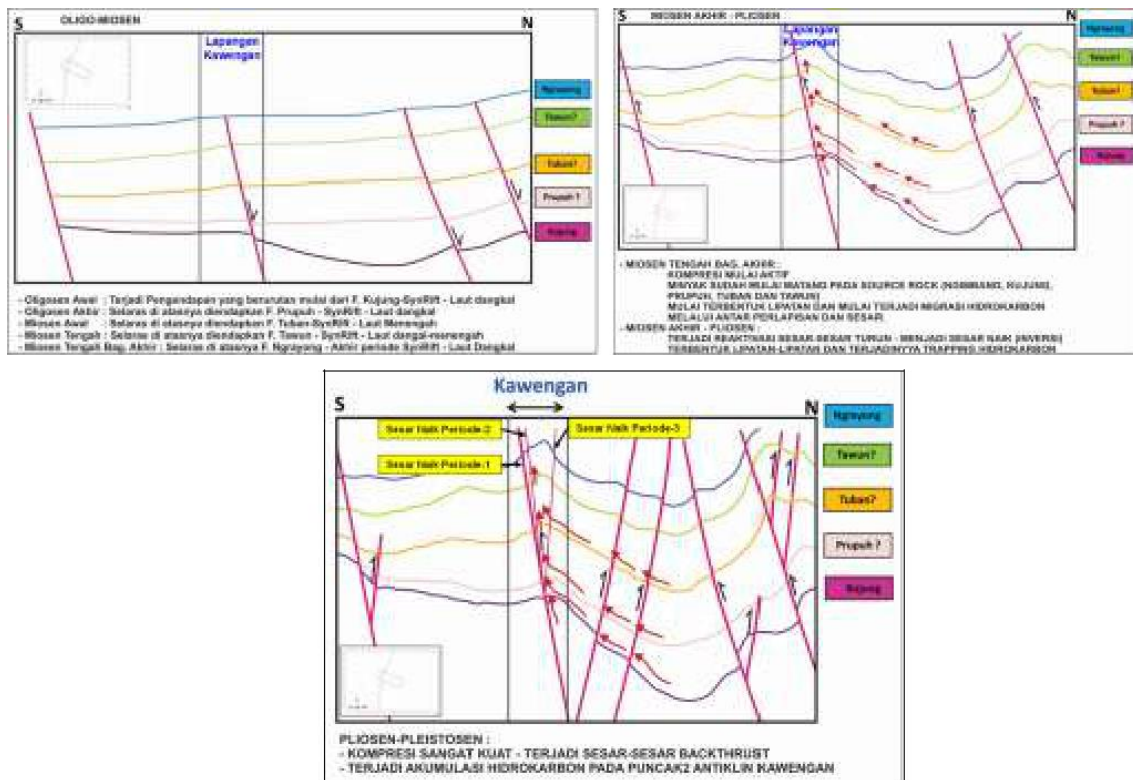 S
OLIGO-MIOSEN
N
Lapangan
Kawengan
Ngrayong
Tawun?
Tuban?
Prupuh ?
Kujung
- Oligosen Awal : Terjadi Pengendapan yang berurutan mulai dari F. Kujung-SynRift - Laut dangkal
- Oligosen Akhir : Selaras di atasnya diendapkan F. Prupuh - SynRift - Laut dangkal
- Miosen Awal : Selaras di atasnya diendapkan F. Tuban-SynRift - Laut Menengah
- Miosen Tengah : Selaras di atasnya diendapkan F. Tawun - SynRift - Laut dangal-menengah
- Miosen Tengah Bag. Akhir : Selaras di atasnya F. Ngrayong - Akhir periode SynRift - Laut Dangkal
S
MIOSEN AKHIR - PLIOSEN
N
Lapangan
Kawengan
Ngrayong
Tawun?
Tuban?
Prupuh ?
Kujung
- MIOSEN TENGAH BAG. AKHIR :
KOMPRESI MULAI AKTIF
MINYAK SUDAH MULAI MATANG PADA SOURCE ROCK (NGIMBANG, KUJUNG,
PRUPUH, TUBAN DAN TAWUN)
MULAI TERBENTUK LIPATAN DAN MULAI TERJADI MIGRASI HIDROKARBON
MELALUI ANTAR PERLAPISAN DAN SESAR.
- MIOSEN AKHIR - PLIOSEN :
TERJADI REAKTIVASI SESAR-SESAR TURUN - MENJADI SESAR NAIK (INVERSI)
TERBENTUK LIPATAN-LIPATAN DAN TERJADINYA TRAPPING HIDROKARBON
Kawengan
S
N
Sesar Naik Periode-2
Sesar Naik Periode-3
Sesar Naik Periode-1
Ngrayong
Tawun?
Tuban?
Prupuh ?
Kujung
PLIOSEN-PLEISTOSEN :
- KOMPRESI SANGAT KUAT - TERJADI SESAR-SESAR BACKTHRUST
- TERJADI AKUMULASI HIDROKARBON PADA PUNCAK2 ANTIKLIN KAWENGAN